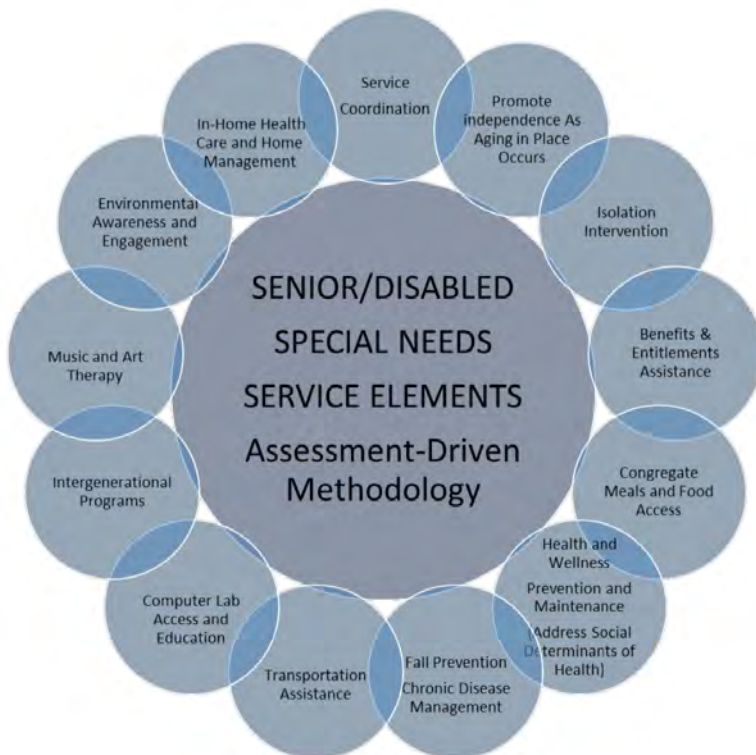 SENIOR/DISABLED
SPECIAL NEEDS
SERVICE ELEMENTS
Assessment-Driven
Methodology
Service
Coordination
Promote
independence As
Aging in Place
Occurs
Isolation
Intervention
Benefits &
Entitlements
Assistance
Congregate
Meals and Food
Access
Health and
Wellness
Prevention and
Maintenance
(Address Social
Determinants of
Health)
Fall Prevention
Chronic Disease
Management
Transportation
Assistance
Computer Lab
Access and
Education
Intergenerational
Programs
Music and Art
Therapy
Environmental
Awareness and
Engagement
In-Home Health
Care and Home
Management